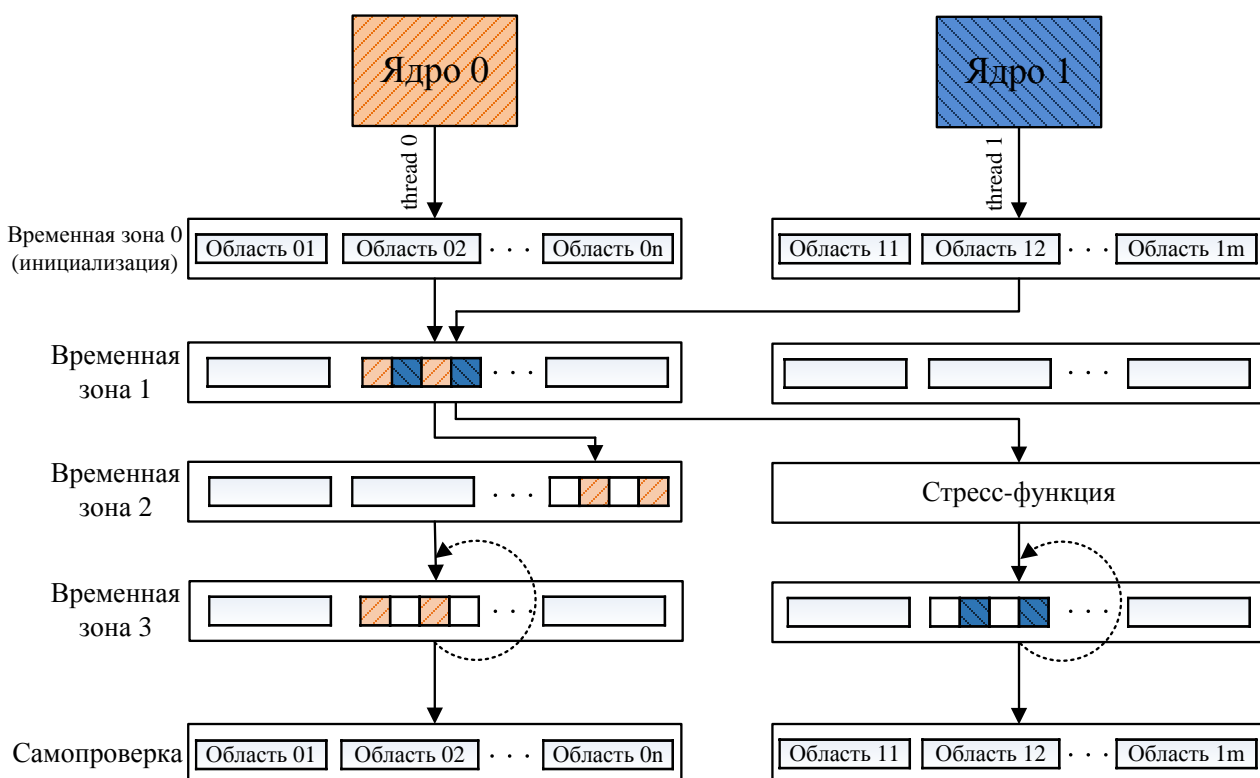 Ядро 0
Ядро 1
thread 0
thread 1
Временная зона 0
(инициализация)
Область 01
Область 02
· · ·
Область 0n
Область 11
Область 12
· · ·
Область 1m
Временная
зона 1
· · ·
· · ·
Временная
зона 2
· · ·
Стресс-функция
Временная
зона 3
· · ·
· · ·
Самопроверка
Область 01
Область 02
· · ·
Область 0n
Область 11
Область 12
· · ·
Область 1m